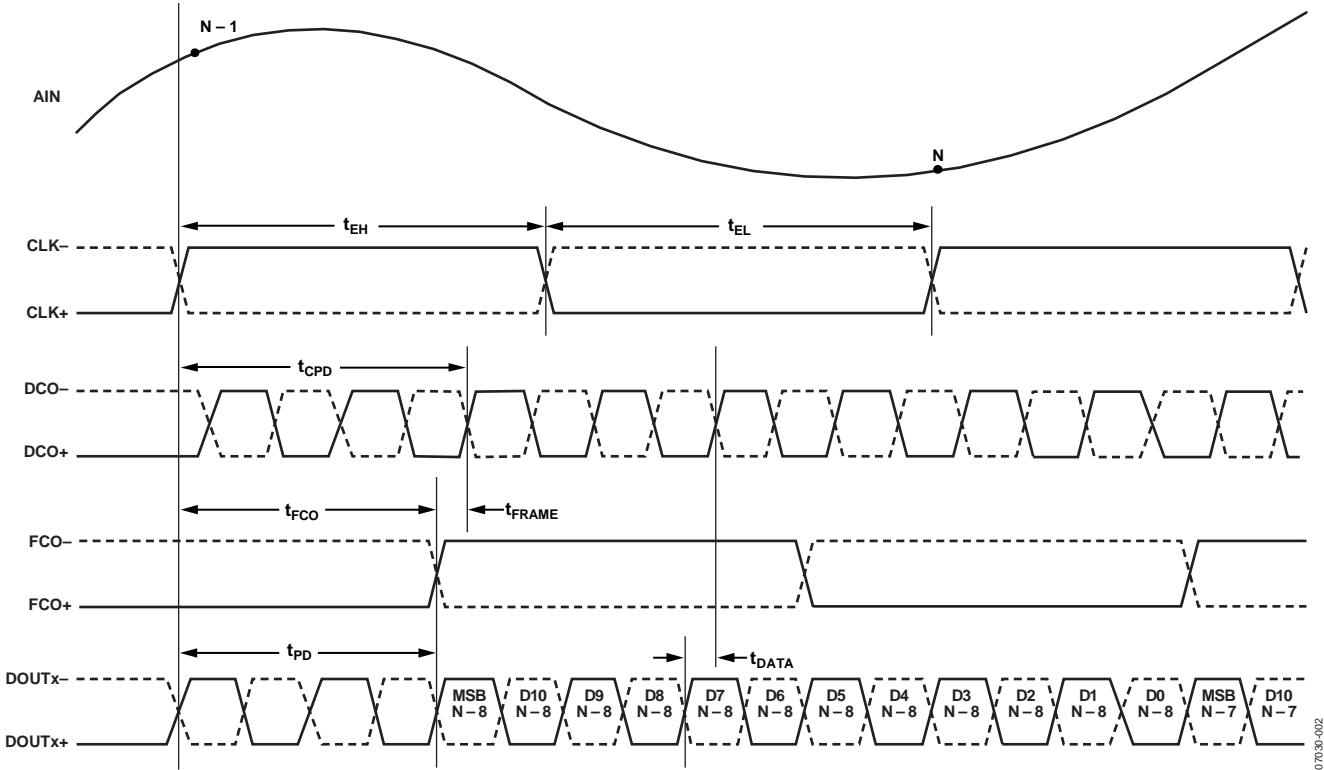 N – 1
AIN
N
tEH
tEL
CLK–
CLK+
tCPD
DCO–
DCO+
tFCO
tFRAME
FCO–
FCO+
tPD
tDATA
DOUTx–
MSB N – 8
D10 N – 8
D9 N – 8
D8 N – 8
D7 N – 8
D6 N – 8
D5 N – 8
D4 N – 8
D3 N – 8
D2 N – 8
D1 N – 8
D0 N – 8
MSB N – 7
D10 N – 7
DOUTx+
07030-002